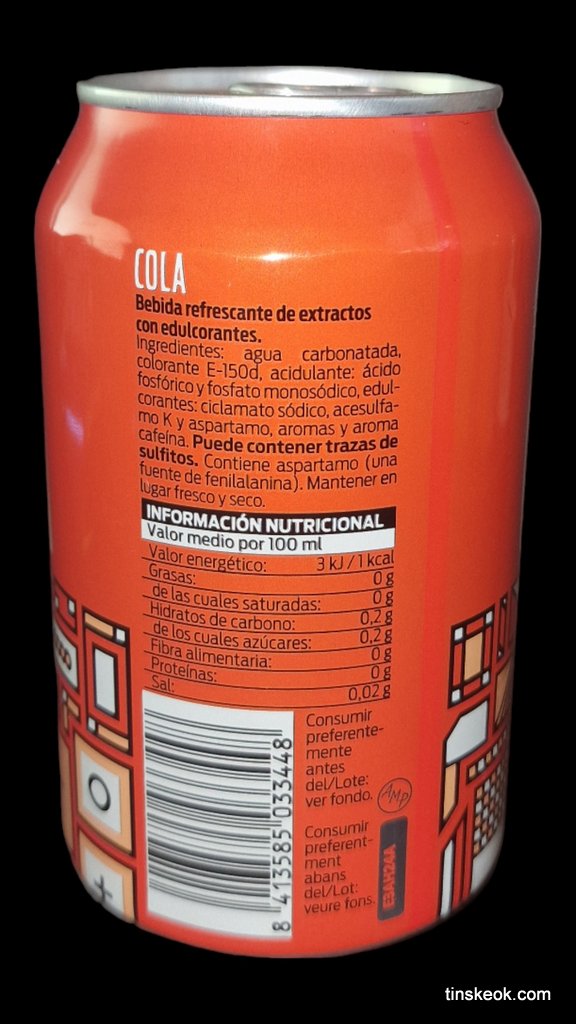 COLA
Bebida refrescante de extractos
con edulcorantes.
Ingredientes: agua carbonatada,
colorante E-150d, acidulante: ácido
fosfórico y fosfato monosódico, edul-
corantes: ciclamato sódico, acesulfa-
mo K y aspartamo, aromas y aroma
cafeína. Puede contener trazas de
sulfitos. Contiene aspartamo (una
fuente de fenilalanina). Mantener en
lugar fresco y seco.
INFORMACIÓN NUTRICIONAL
Valor medio por 100 ml
Valor energético: 3 kJ / 1 kcal
Grasas: 0 g
de las cuales saturadas: 0 g
Hidratos de carbono: 0,2 g
de los cuales azúcares: 0,2 g
Fibra alimentaria: 0 g
Proteínas: 0 g
Sal: 0,02 g
Consumir
preferente-
mente
antes
del/Lote:
ver fondo.
AMP
Consumir
preferent-
ment
abans
del/Lot:
veure fons.
8 413585 033448
tinskeok.com